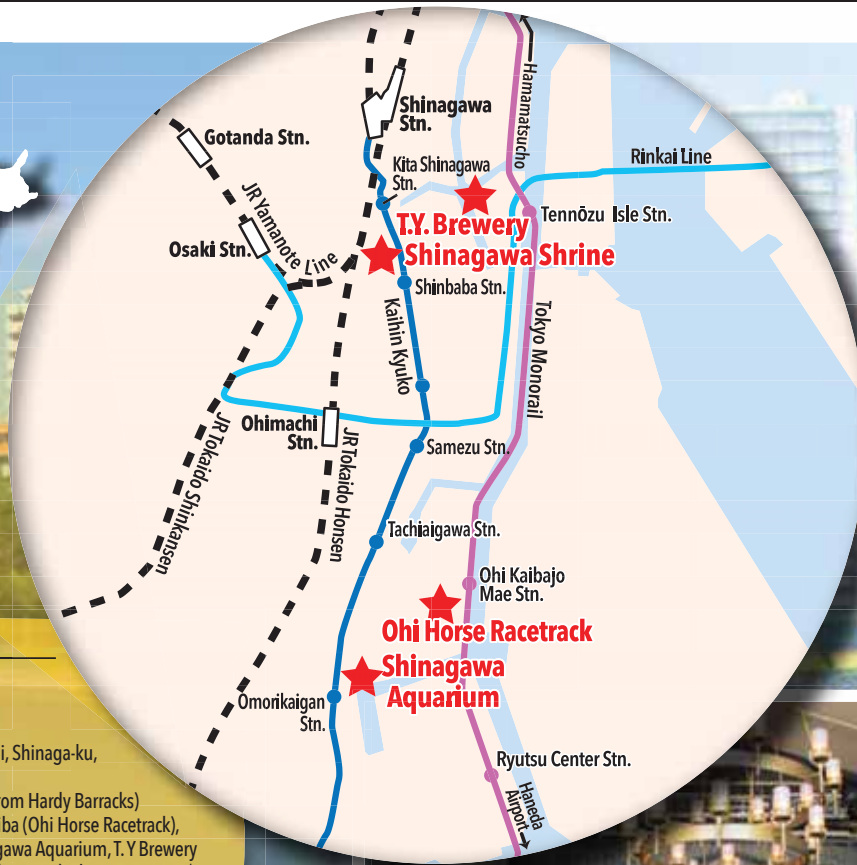 Hamamatsucho
Shinagawa
Stn.
Gotanda Stn.
Kita Shinagawa
Stn.
Rinkai Line
JR Yamanote Line
T.Y. Brewery
Tennōzu Isle Stn.
Osaki Stn.
Shinagawa Shrine
Shinbaba Stn.
Kaihin Kyuko
Tokyo Monorail
Ohimachi
Stn.
JR Tokaido Shinkansen
JR Tokaido Honsen
Samezu Stn.
Tachiaigawa Stn.
Ohi Kaibajo
Mae Stn.
Ohi Horse Racetrack
Shinagawa
Aquarium
Omorikaigan
Stn.
Ryutsu Center Stn.
Haneda
Airport
i, Shinaga-ku,
rom Hardy Barracks)
iba (Ohi Horse Racetrack),
gawa Aquarium, T. Y Brewery